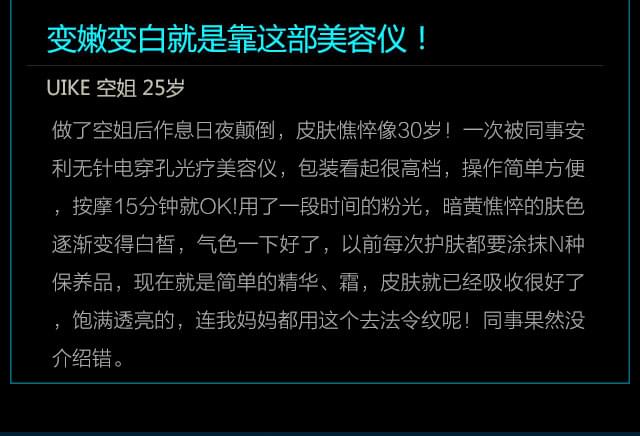 变嫩变白就是靠这部美容仪！
UIKE 空姐 25岁
做了空姐后作息日夜颠倒，皮肤憔悴像30岁！一次被同事安
利无针电穿孔光疗美容仪，包装看起很高档，操作简单方便
，按摩15分钟就OK!用了一段时间的粉光，暗黄憔悴的肤色
逐渐变得白皙，气色一下好了，以前每次护肤都要涂抹N种
保养品，现在就是简单的精华、霜，皮肤就已经吸收很好了
，饱满透亮的，连我妈妈都用这个去法令纹呢！同事果然没
介绍错。